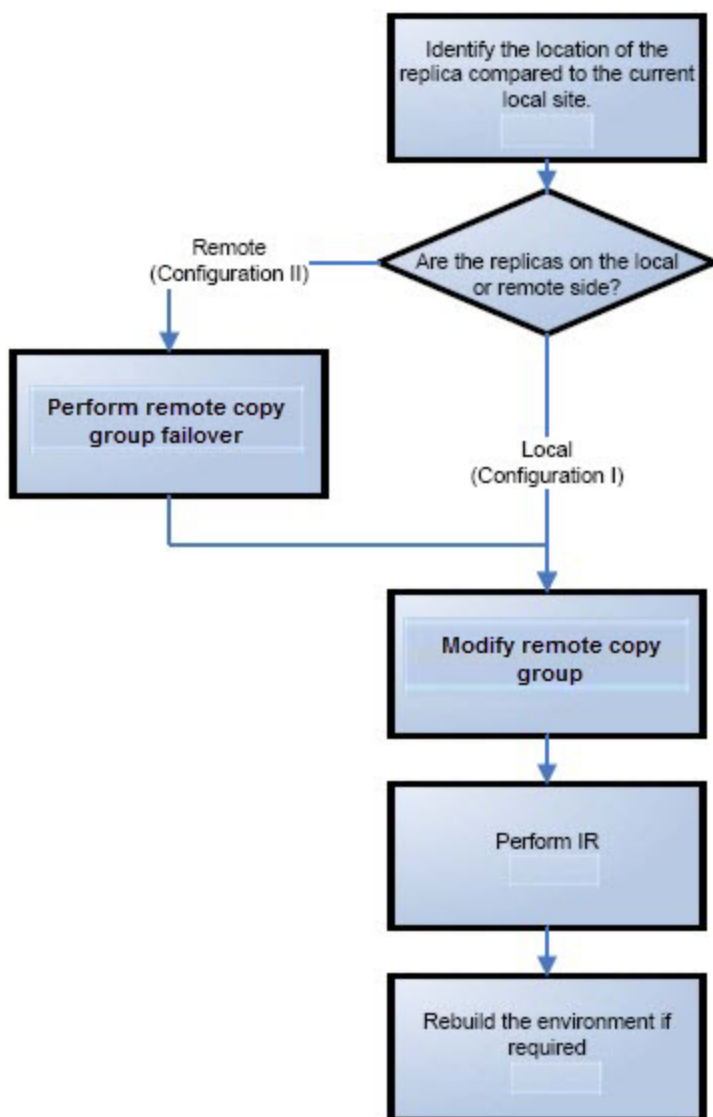 Identify the location of the
replica compared to the current
local site.
Are the replicas on the local
or remote side?
Remote
(Configuration II)
Perform remote copy
group failover
Local
(Configuration I)
Modify remote copy
group
Perform IR
Rebuild the environment if
required